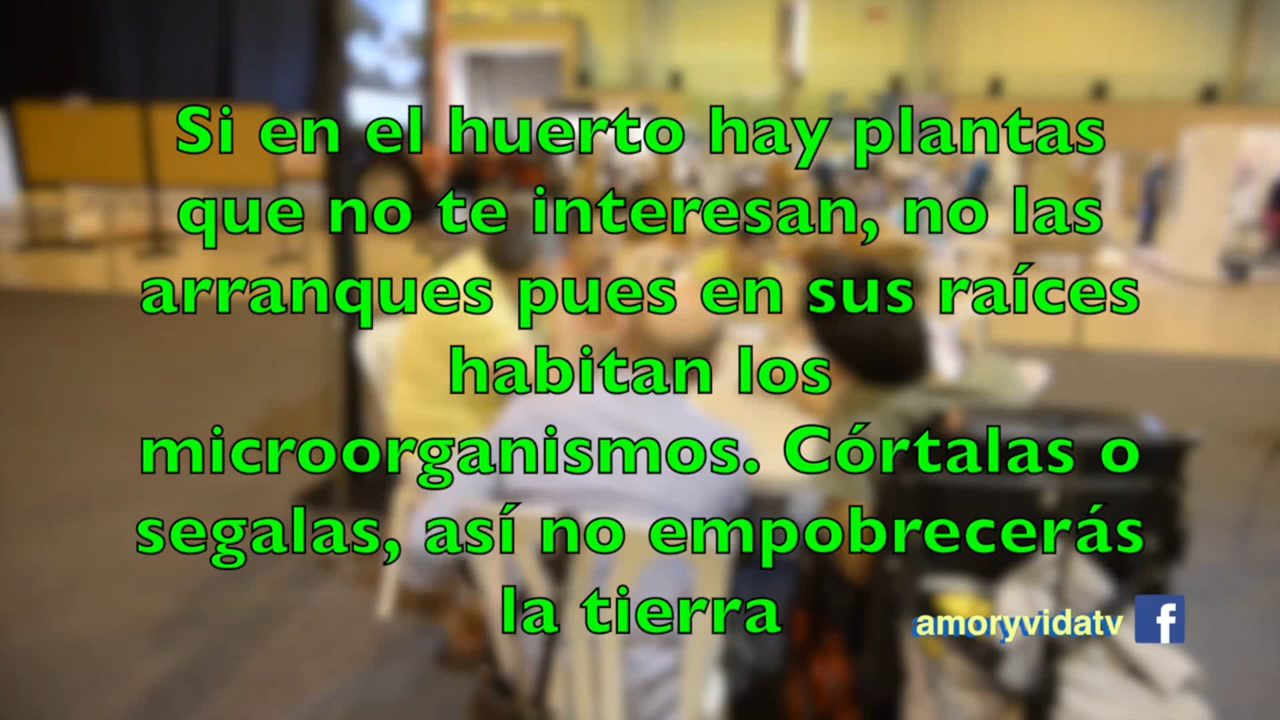 Si en el huerto hay plantas
que no te interesan, no las
arranques pues en sus raíces
habitan los
microorganismos. Córtalas o
segalas, así no empobrecerás
la tierra
amoryvidatv f